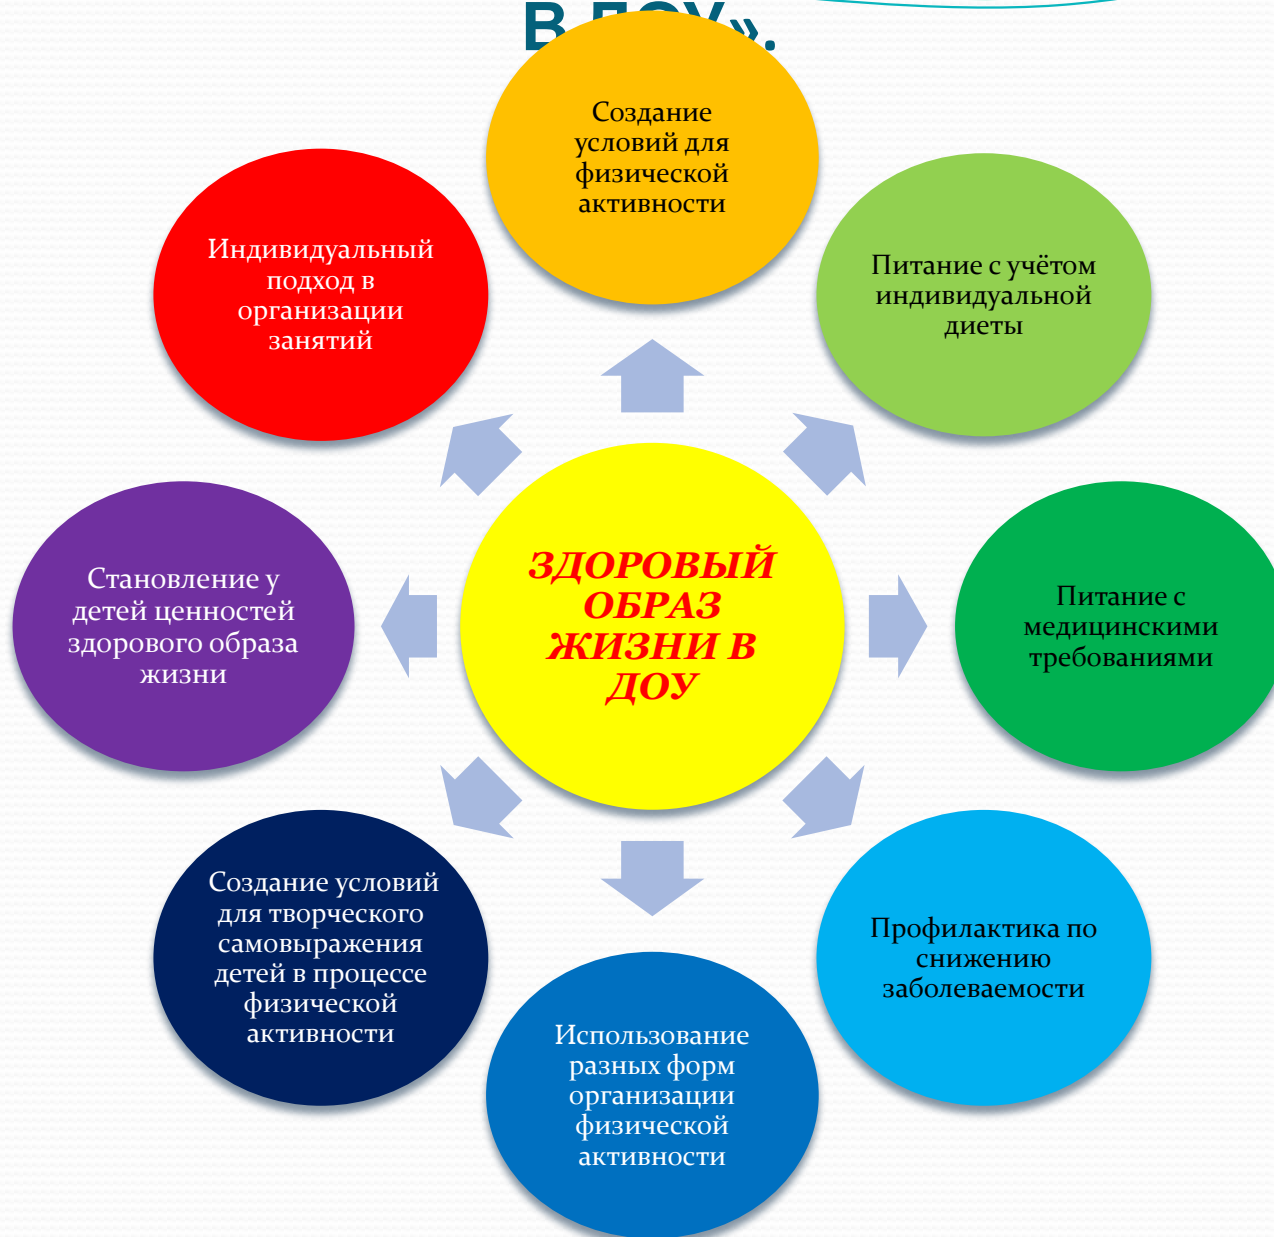 В ДОУ».
Создание
условий для
физической
активности
Питание с учётом
индивидуальной
диеты
Питание с
медицинскими
требованиями
Профилактика по
снижению
заболеваемости
Использование
разных форм
организации
физической
активности
Создание условий
для творческого
самовыражения
детей в процессе
физической
активности
Становление у
детей ценностей
здорового образа
жизни
Индивидуальный
подход в
организации
занятий
ЗДОРОВЫЙ
ОБРАЗ
ЖИЗНИ В
ДОУ